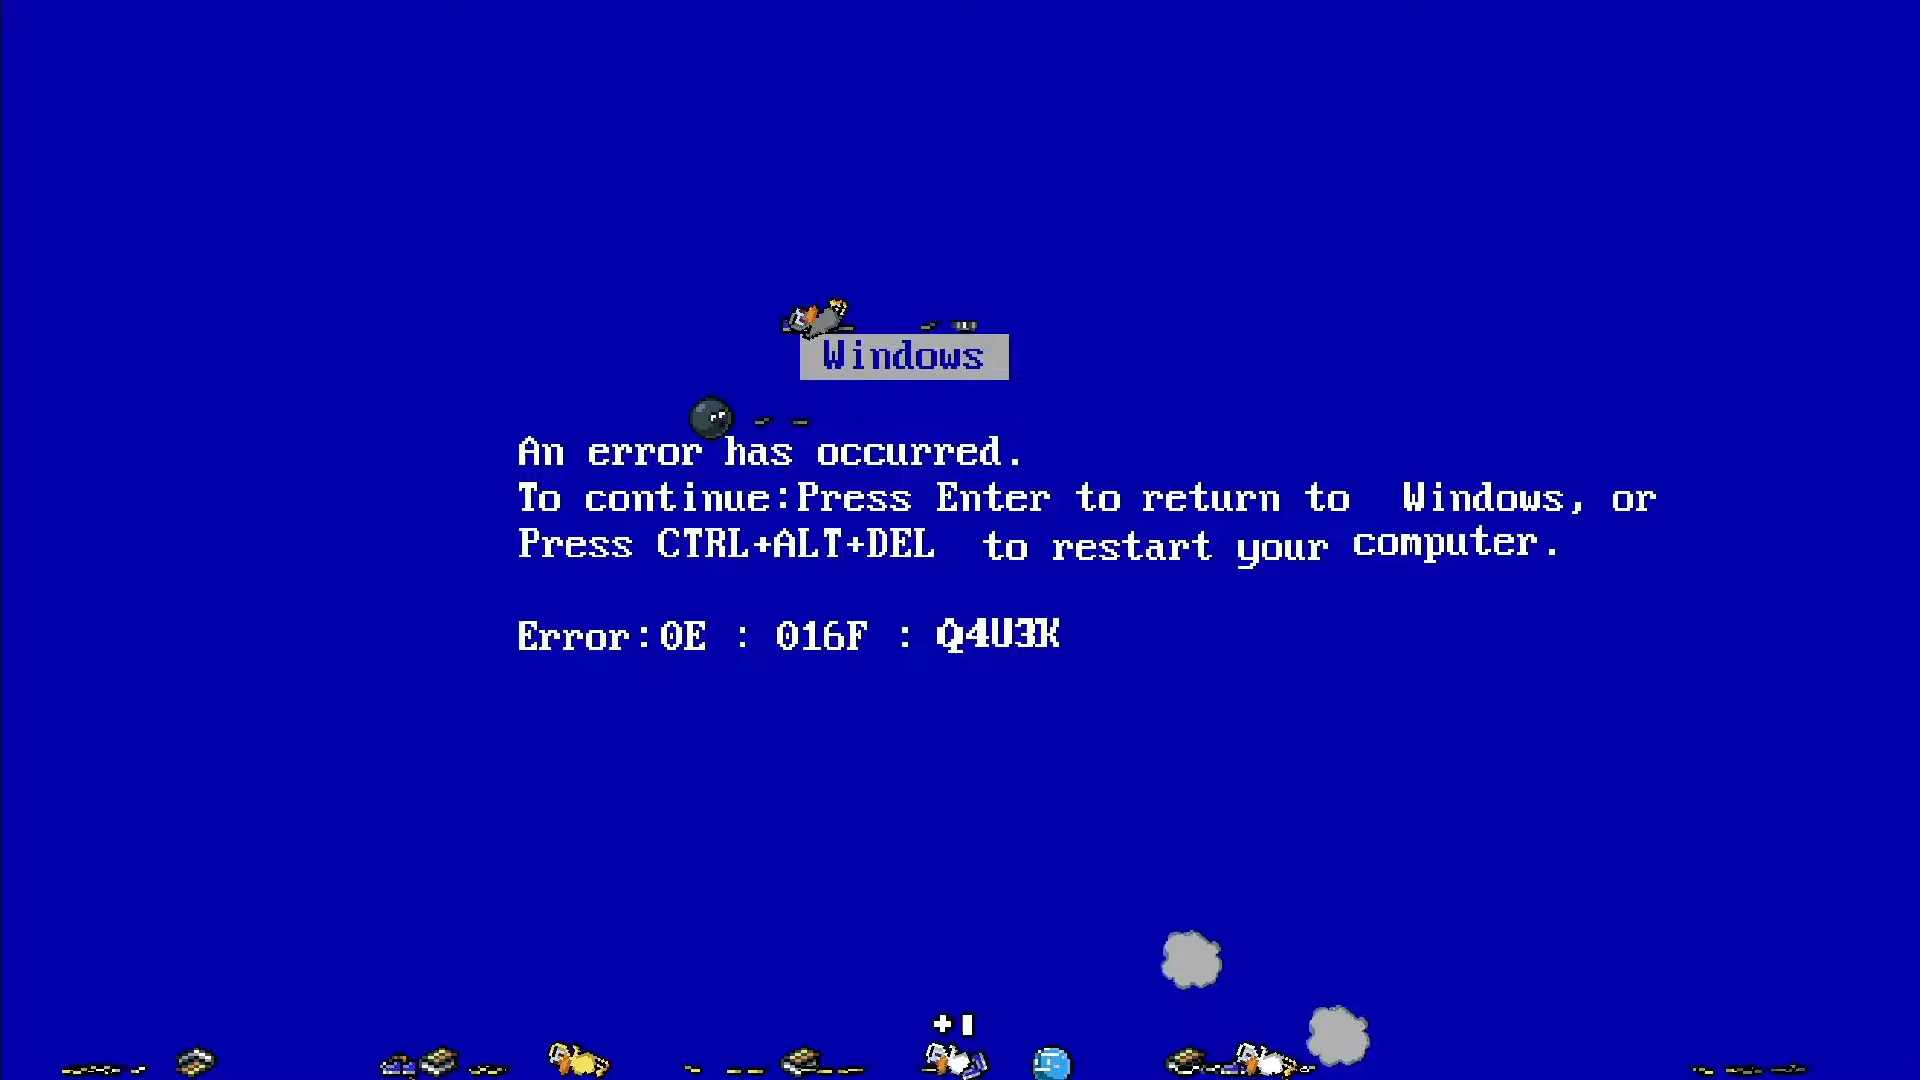 Windows
An error has occurred.
To continue:Press Enter to return to Windows, or
Press CTRL+ALT+DEL to restart your computer.
Error:0E : 016F : Q4U3K
+1